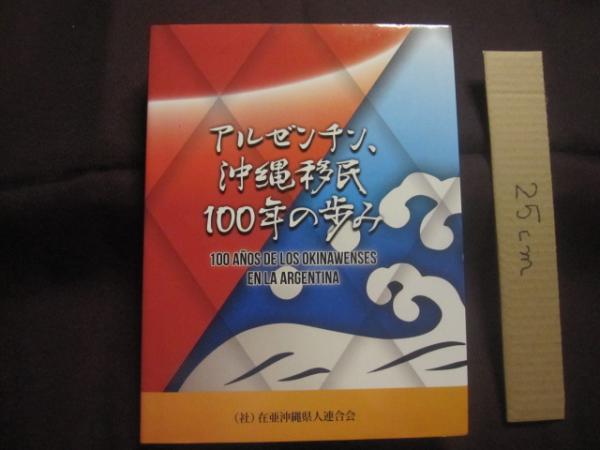 アルゼンチン、
沖縄移民
100年の歩み
100 AÑOS DE LOS OKINAWENSES
EN LA ARGENTINA
（社）在亜沖縄県人連合会
25cm